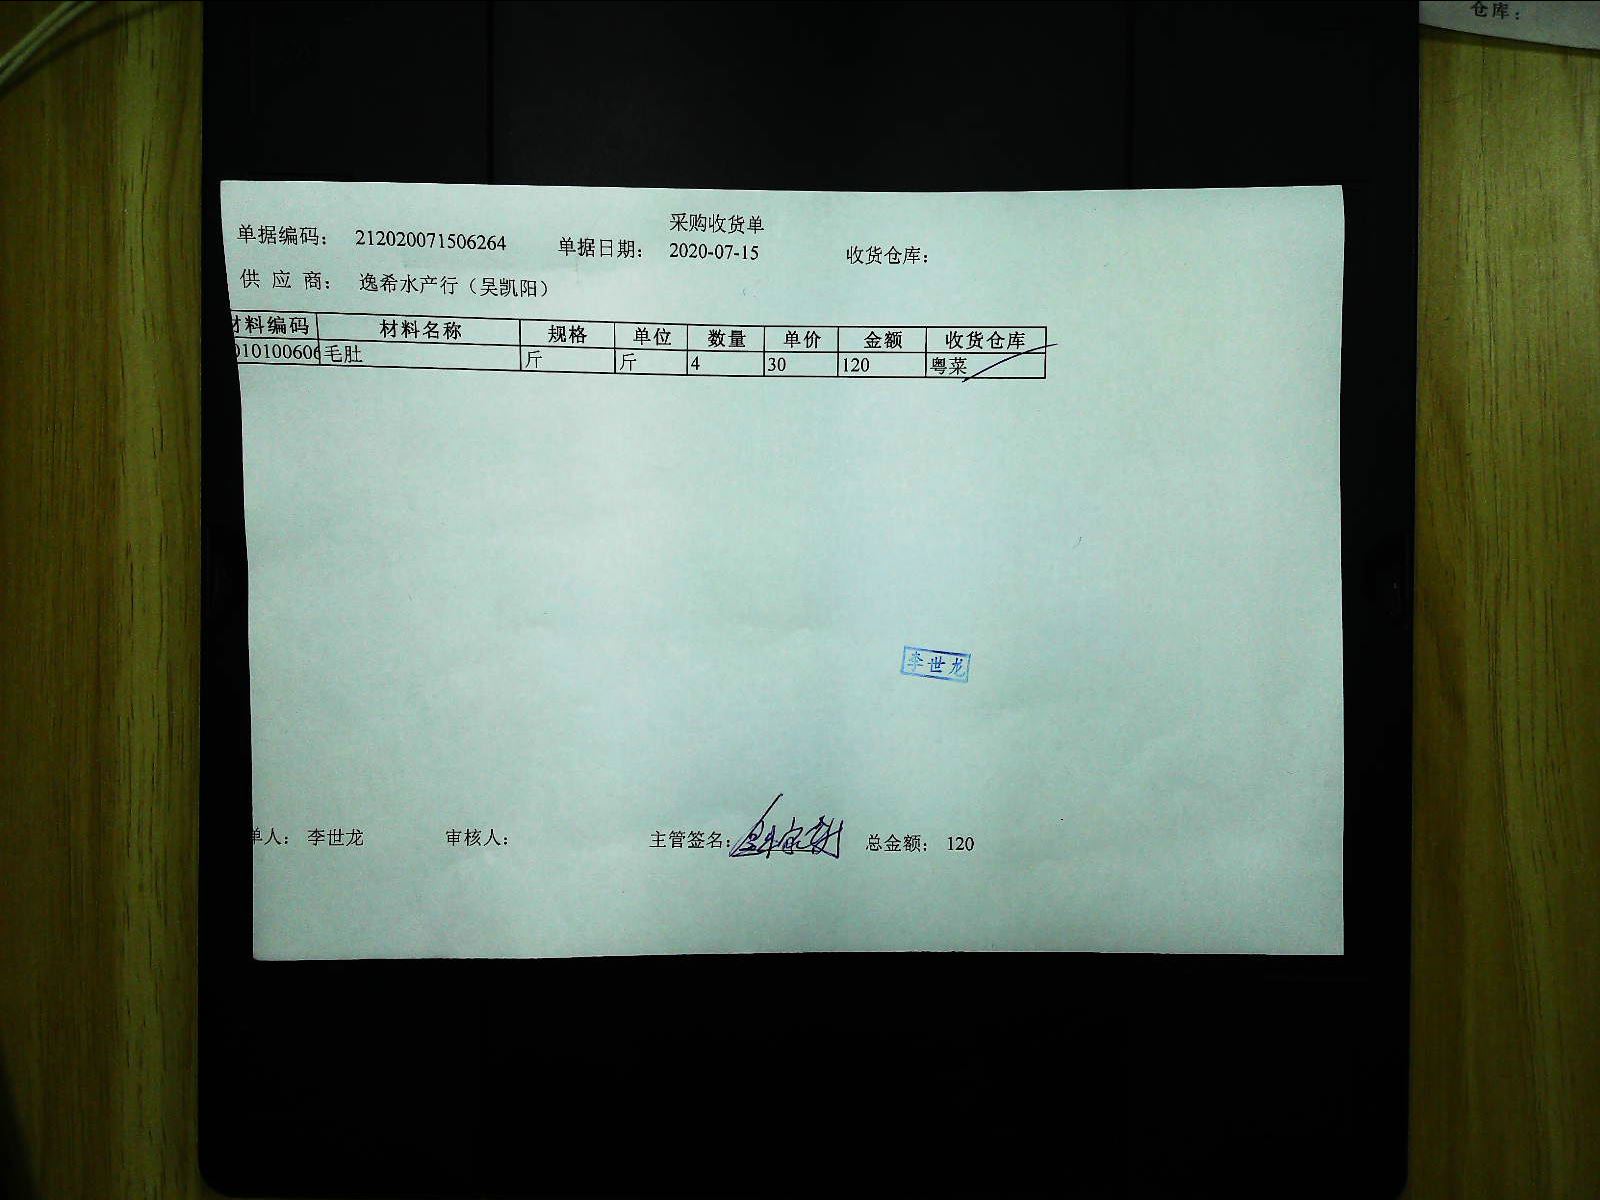 仓库：
采购收货单
单据编码： 212020071506264 单据日期： 2020-07-15 收货仓库：
供应商： 逸希水产行（吴凯阳）
材料编码 材料名称 规格 单位 数量 单价 金额 收货仓库
010100606 毛肚 斤 斤 4 30 120 粤菜
李世龙
单人： 李世龙 审核人： 主管签名： 总金额： 120